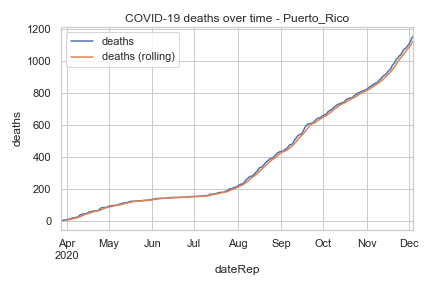 COVID-19 deaths over time - Puerto_Rico
deaths
deaths (rolling)
1200
1000
800
600
400
200
0
deaths
Apr May Jun Jul Aug Sep Oct Nov Dec
2020
dateRep